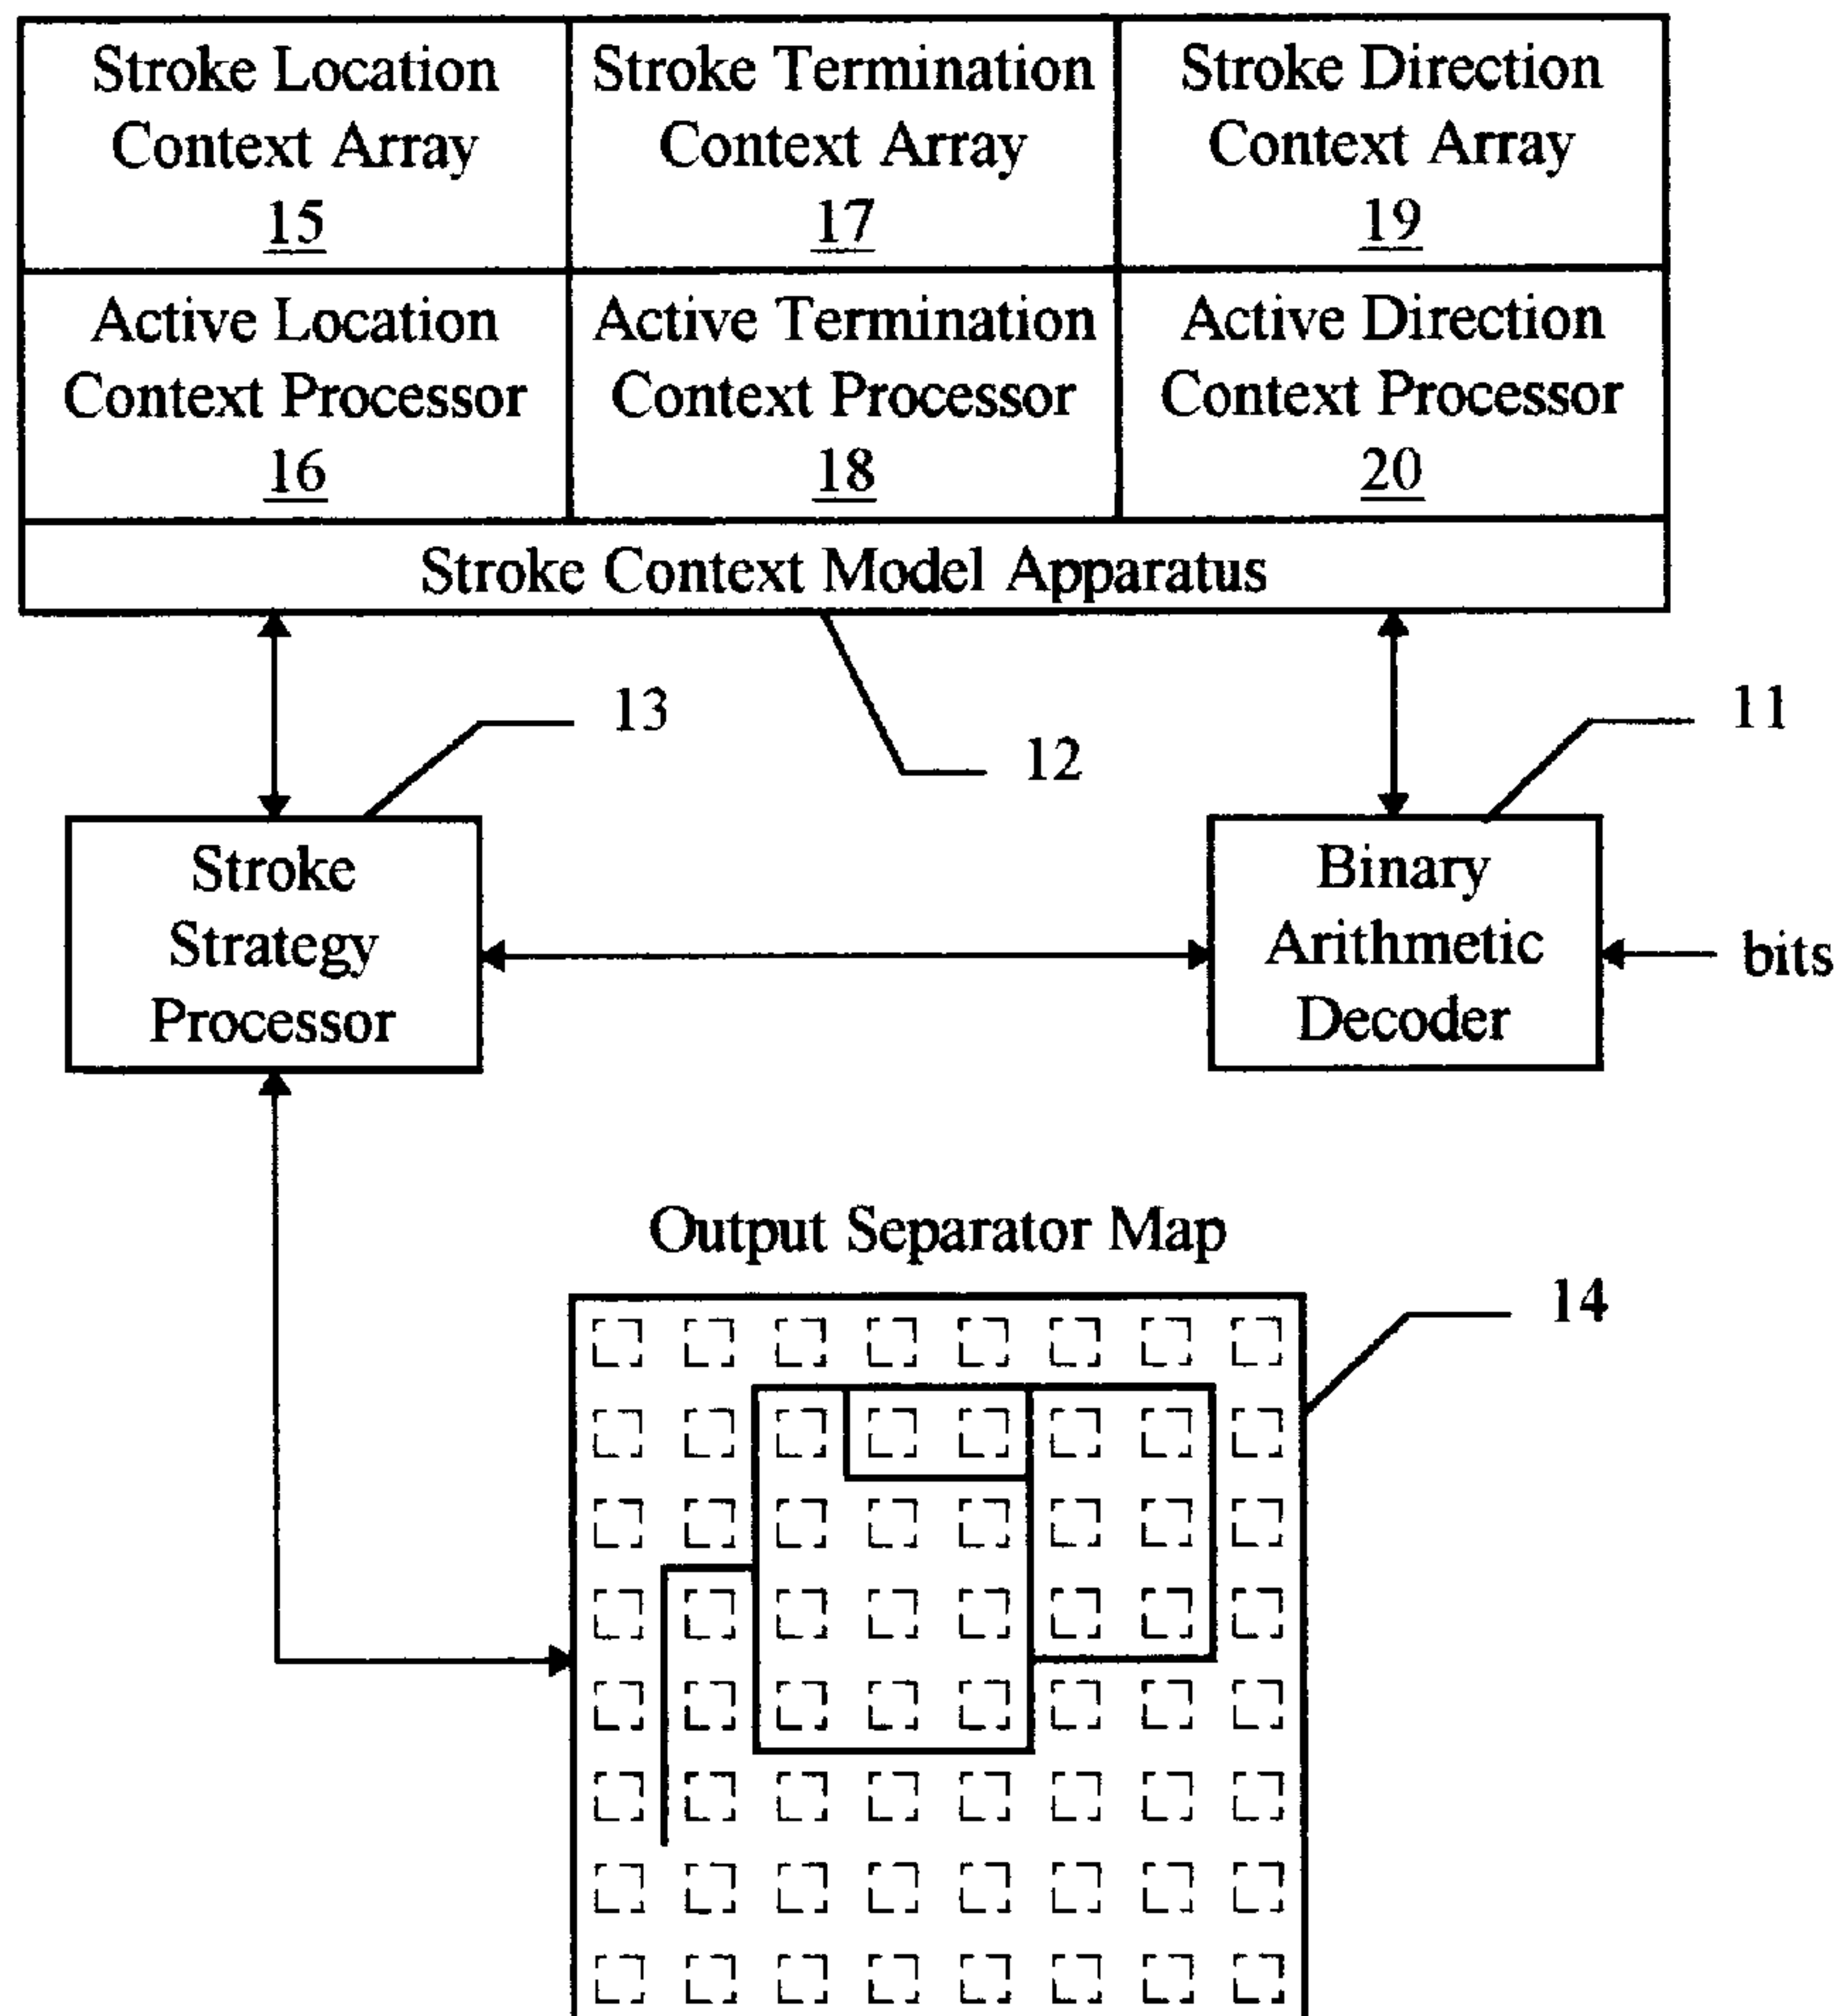 Stroke Location
Context Array
15
Stroke Termination
Context Array
17
Stroke Direction
Context Array
19
Active Location
Context Processor
16
Active Termination
Context Processor
18
Active Direction
Context Processor
20
Stroke Context Model Apparatus
13
12
11
Stroke
Strategy
Processor
Binary
Arithmetic
Decoder
bits
Output Separator Map
14